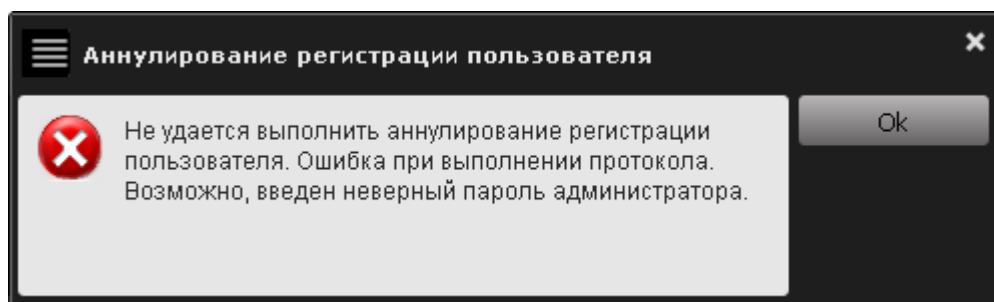 Аннулирование регистрации пользователя
Не удается выполнить аннулирование регистрации
пользователя. Ошибка при выполнении протокола.
Возможно, введен неверный пароль администратора.
Ok